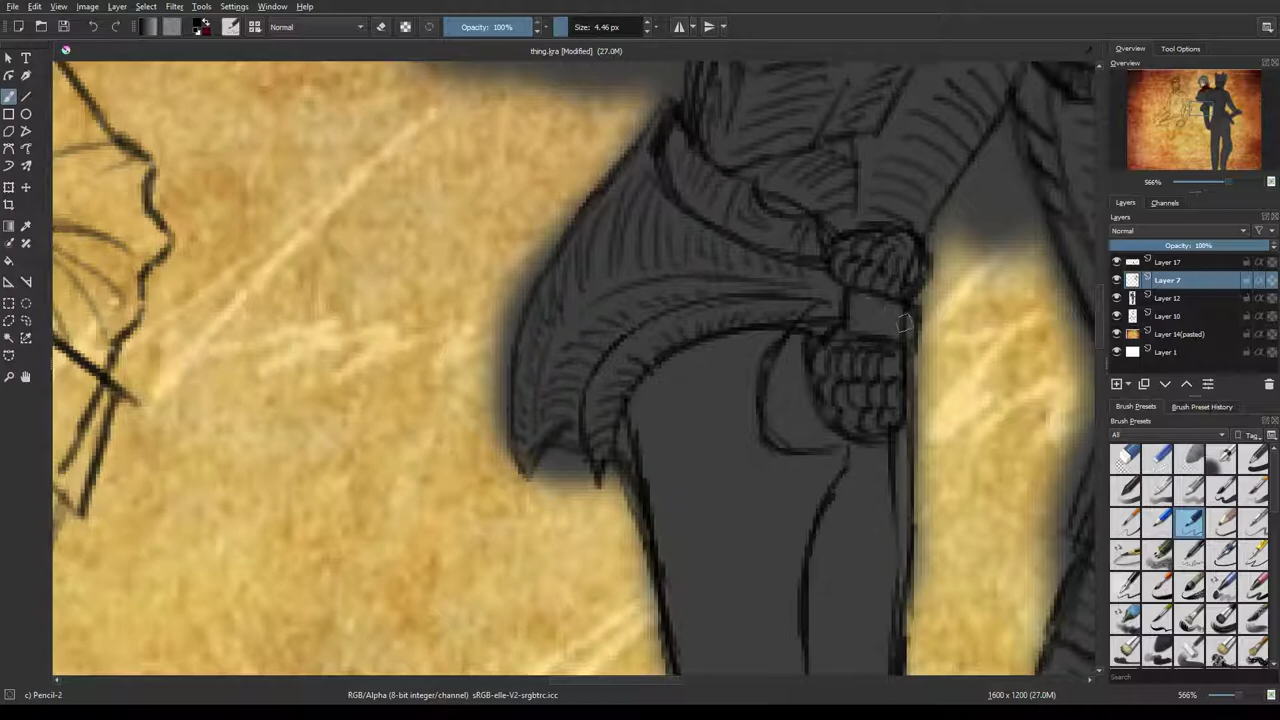 File Edit View Image Layer Select Filter Tools Settings Window Help
Normal
Opacity: 100%
Size: 4.46 px
thing.kra [Modified] (27.0M)
Overview Tool Options
Overview
566%
Layers Channels
Layers
Normal
Opacity: 100%
Layer 17
Layer 7
Layer 12
Layer 10
Layer 14(pasted)
Layer 1
Brush Presets Brush Preset History
Brush Presets
All
Tag
Search
c) Pencil-2
RGB/Alpha (8-bit integer/channel) sRGB-elle-V2-srgbtrc.icc
1600 x 1200 (27.0M)
566%